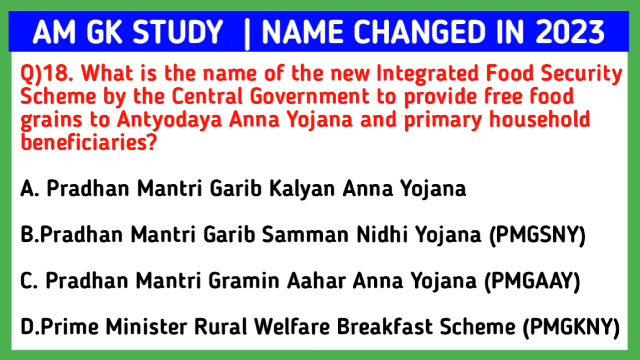 AM GK STUDY | NAME CHANGED IN 2023
Q)18. What is the name of the new Integrated Food Security
Scheme by the Central Government to provide free food
grains to Antyodaya Anna Yojana and primary household
beneficiaries?
A. Pradhan Mantri Garib Kalyan Anna Yojana
B.Pradhan Mantri Garib Samman Nidhi Yojana (PMGSNY)
C. Pradhan Mantri Gramin Aahar Anna Yojana (PMGAAY)
D.Prime Minister Rural Welfare Breakfast Scheme (PMGKNY)